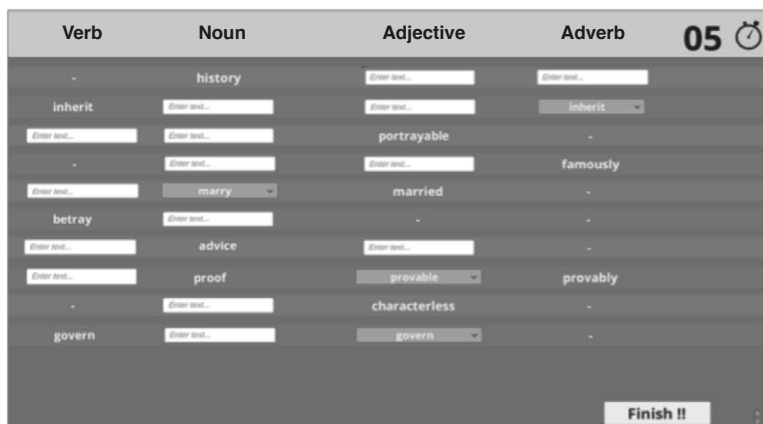 Verb Noun Adjective Adverb 05
- history Enter text... Enter text...
inherit Enter text... Enter text... inherit
Enter text... Enter text... portrayable -
- Enter text... Enter text... famously
Enter text... marry married -
betray Enter text... - -
Enter text... advice Enter text... -
Enter text... proof provable provably
- Enter text... characterless -
govern Enter text... govern -
Finish !!